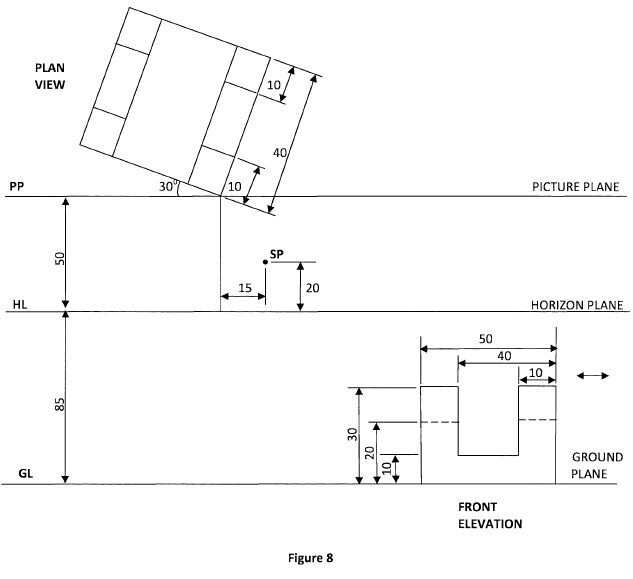 PLAN
VIEW
10
40
10
30°
PP
PICTURE PLANE
50
SP
15
20
HL
HORIZON PLANE
50
40
10
85
30
20
10
GROUND
PLANE
GL
FRONT
ELEVATION
Figure 8